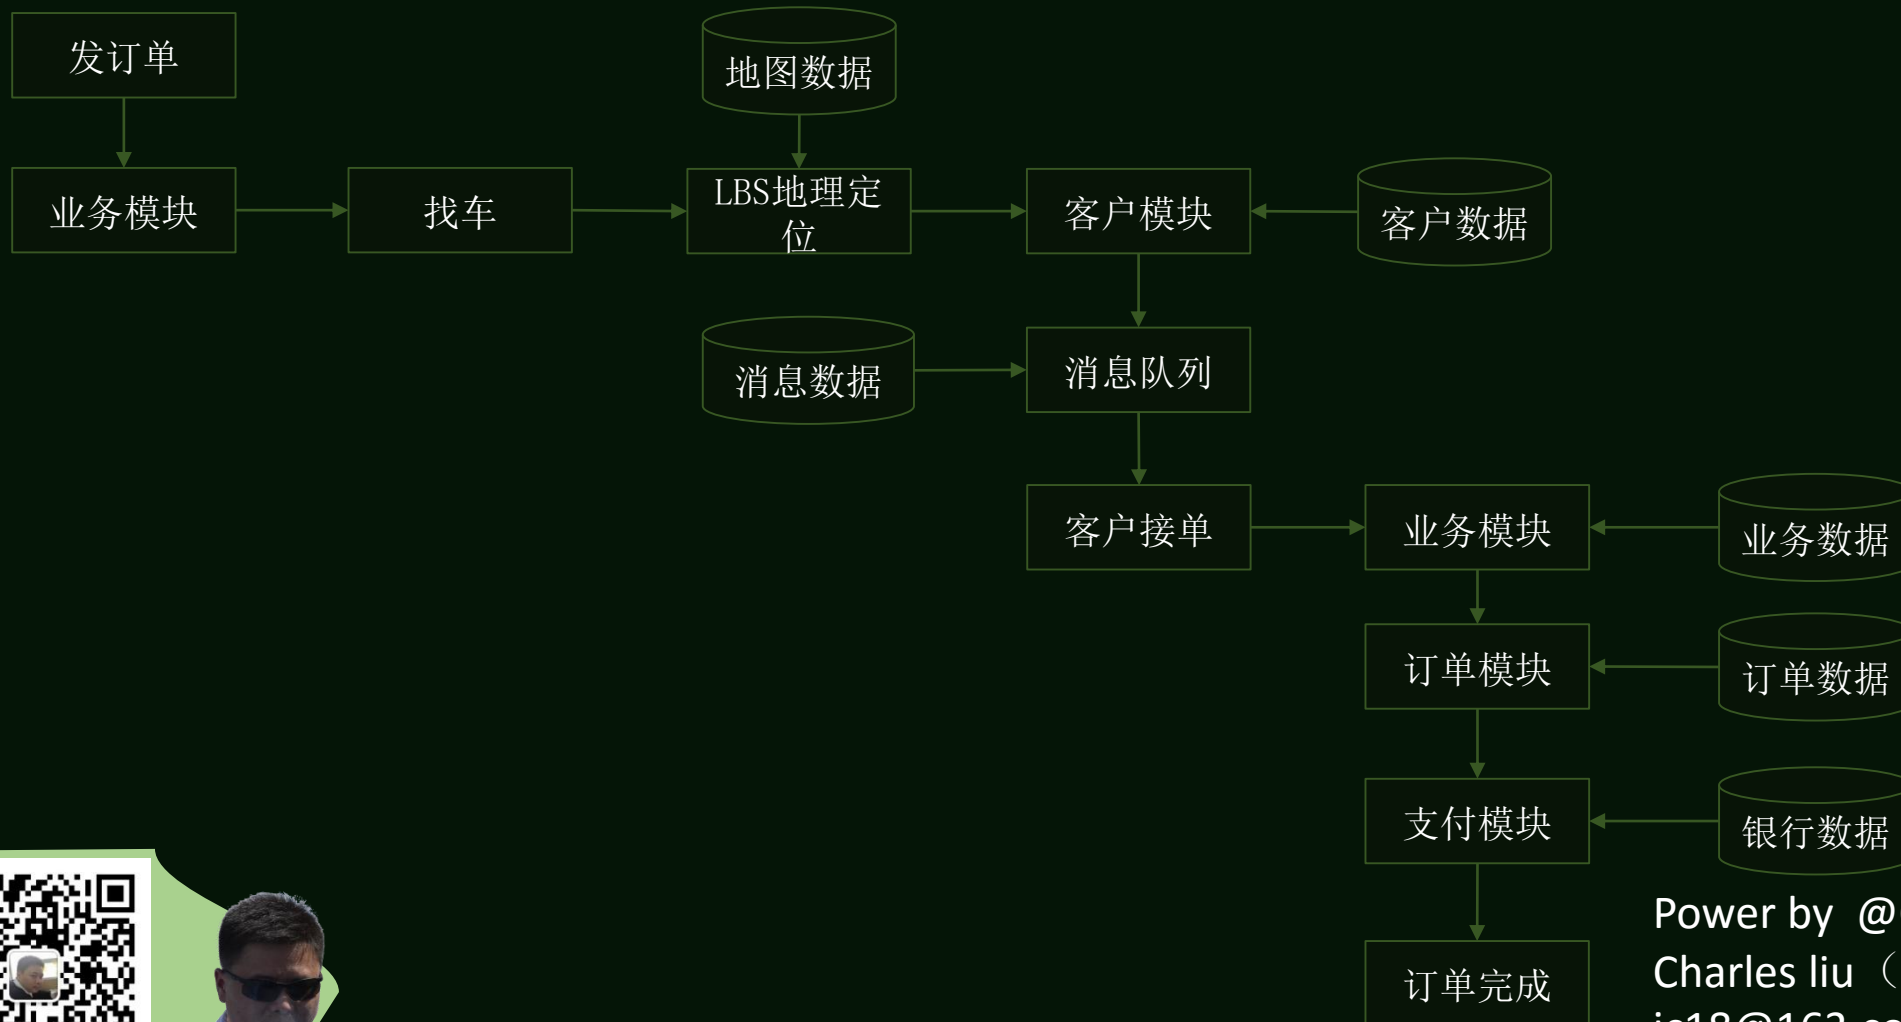 发订单
地图数据
业务模块
找车
LBS地理定
位
客户模块
客户数据
消息数据
消息队列
客户接单
业务模块
业务数据
订单模块
订单数据
支付模块
银行数据
订单完成
Power by @
Charles liu（